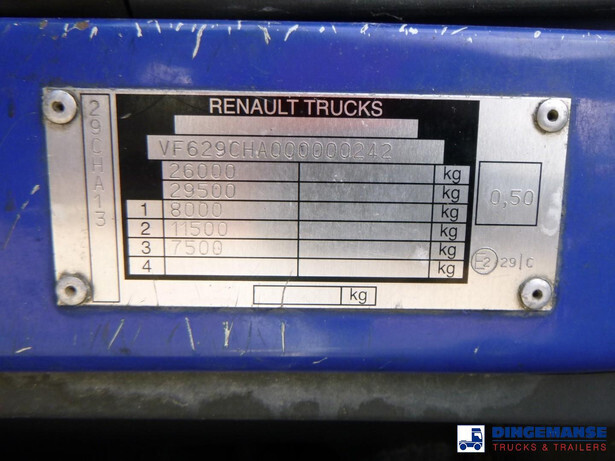 RENAULT TRUCKS
29CHA13
VF629CHA000000242
26000 kg
29500 kg
1 8000 kg
2 11500 kg
3 7500 kg
4 kg
kg
0,50
E2 29/C
DINGEMANSE
TRUCKS & TRAILERS